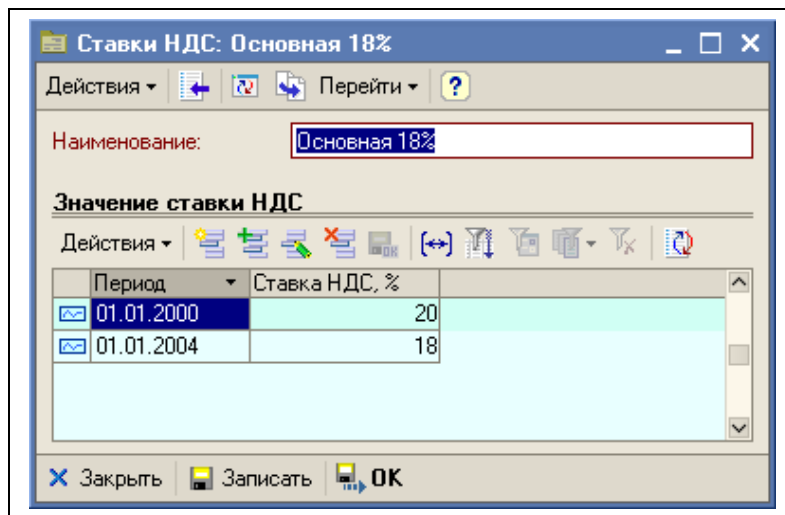 Ставки НДС: Основная 18%
Действия Перейти ?
Наименование: Основная 18%
Значение ставки НДС
Действия
Период Ставка НДС, %
01.01.2000 20
01.01.2004 18
Закрыть Записать OK